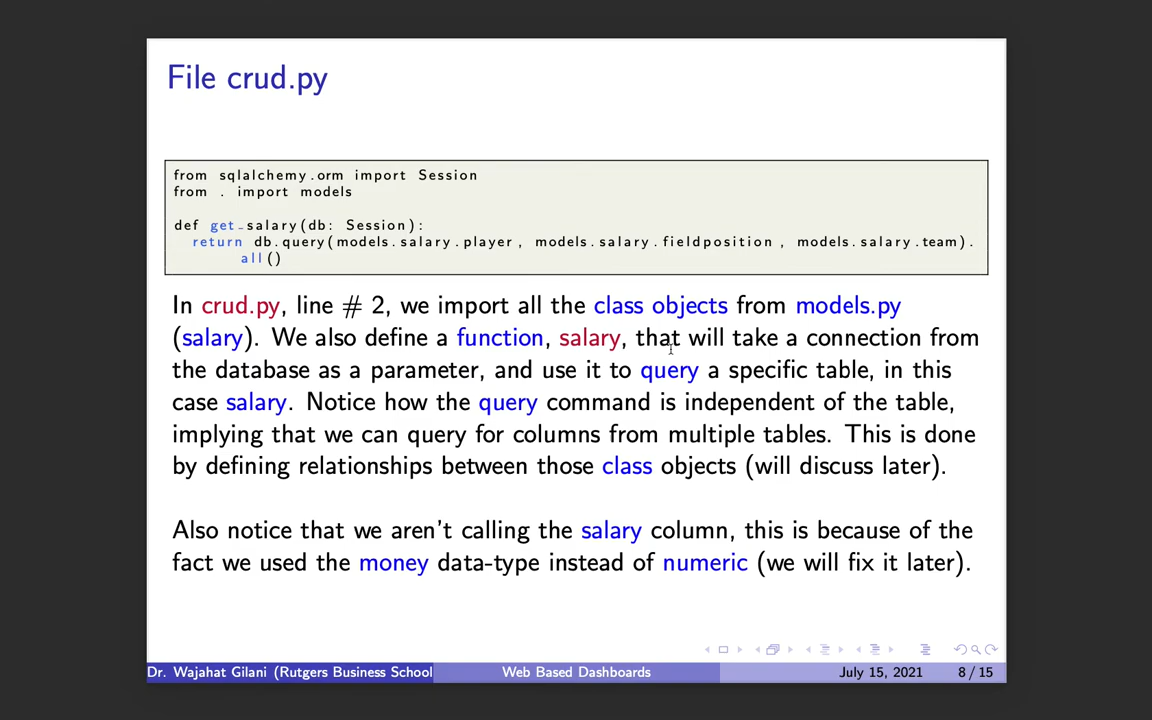 File crud.py
from sqlalchemy.orm import Session
from . import models
def get_salary(db: Session):
return db.query(models.salary.player, models.salary.fieldposition, models.salary.team).
all()
In crud.py, line # 2, we import all the class objects from models.py
(salary). We also define a function, salary, that will take a connection from
the database as a parameter, and use it to query a specific table, in this
case salary. Notice how the query command is independent of the table,
implying that we can query for columns from multiple tables. This is done
by defining relationships between those class objects (will discuss later).
Also notice that we aren't calling the salary column, this is because of the
fact we used the money data-type instead of numeric (we will fix it later).
Dr. Wajahat Gilani (Rutgers Business School Web Based Dashboards July 15, 2021 8 / 15